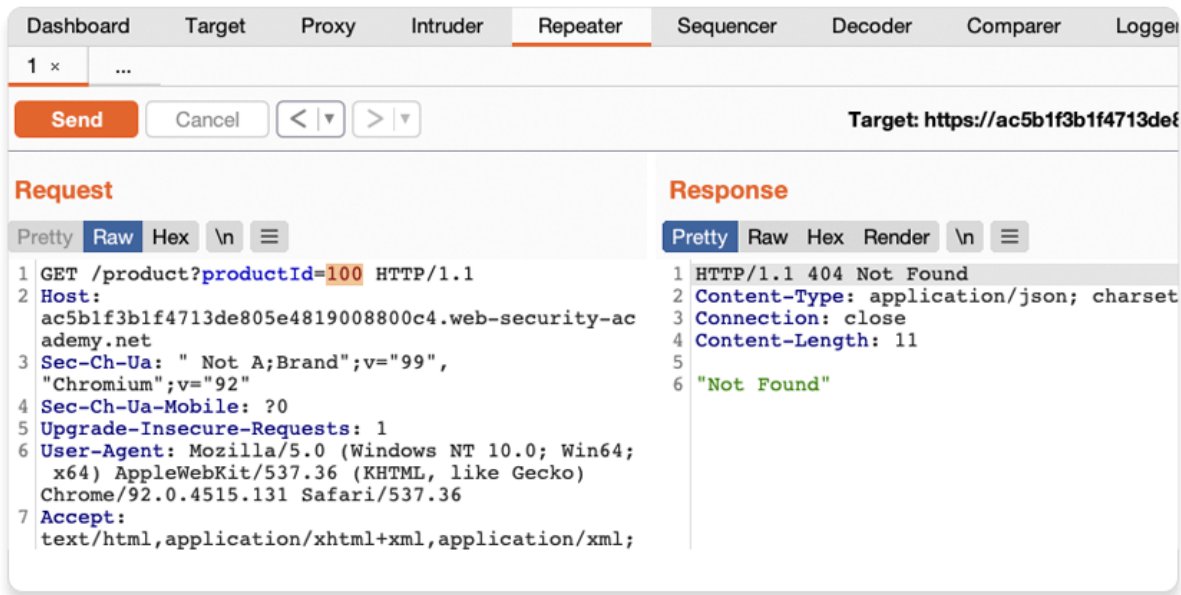 Dashboard Target Proxy Intruder Repeater Sequencer Decoder Comparer Logger
1 × ...
Send Cancel < > Target: https://ac5b1f3b1f4713de8
Request
Pretty Raw Hex \n
1 GET /product?productId=100 HTTP/1.1
2 Host:
ac5b1f3b1f4713de805e4819008800c4.web-security-ac
ademy.net
3 Sec-Ch-Ua: " Not A;Brand";v="99",
"Chromium";v="92"
4 Sec-Ch-Ua-Mobile: ?0
5 Upgrade-Insecure-Requests: 1
6 User-Agent: Mozilla/5.0 (Windows NT 10.0; Win64;
x64) AppleWebKit/537.36 (KHTML, like Gecko)
Chrome/92.0.4515.131 Safari/537.36
7 Accept:
text/html,application/xhtml+xml,application/xml;
Response
Pretty Raw Hex Render \n
1 HTTP/1.1 404 Not Found
2 Content-Type: application/json; charset
3 Connection: close
4 Content-Length: 11
5
6 "Not Found"